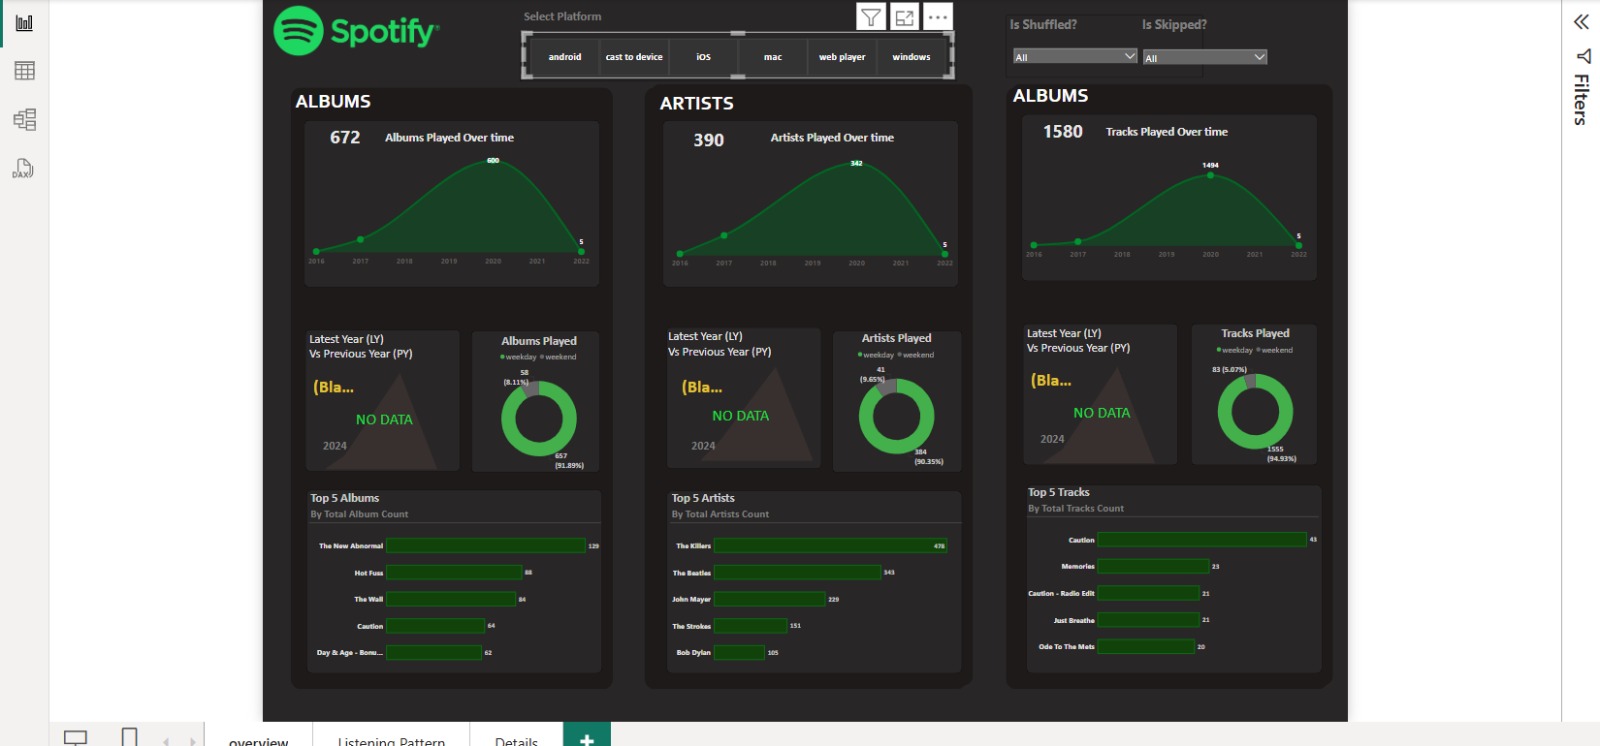 Spotify
Select Platform
android
cast to device
iOS
mac
web player
windows
Is Shuffled?
Is Skipped?
All
All
Filters
DAX
ALBUMS
672
Albums Played Over time
600
5
2016 2017 2018 2019 2020 2021 2022
Latest Year (LY)
Vs Previous Year (PY)
(Bla...
NO DATA
2024
Albums Played
weekday weekend
58
(8.11%)
657
(91.89%)
Top 5 Albums
By Total Album Count
The New Abnormal 129
Hot Fuss 88
The Wall 84
Caution 64
Day & Age - Bonu... 62
ARTISTS
390
Artists Played Over time
342
5
2016 2017 2018 2019 2020 2021 2022
Latest Year (LY)
Vs Previous Year (PY)
(Bla...
NO DATA
2024
Artists Played
weekday weekend
41
(9.65%)
384
(90.35%)
Top 5 Artists
By Total Artists Count
The Killers 478
The Beatles 343
John Mayer 229
The Strokes 151
Bob Dylan 105
ALBUMS
1580
Tracks Played Over time
1494
5
2016 2017 2018 2019 2020 2021 2022
Latest Year (LY)
Vs Previous Year (PY)
(Bla...
NO DATA
2024
Tracks Played
weekday weekend
83 (5.07%)
1555
(94.93%)
Top 5 Tracks
By Total Tracks Count
Caution 43
Memories 23
Caution - Radio Edit 21
Just Breathe 21
Ode To The Mets 20
overview
Listening Pattern
Details